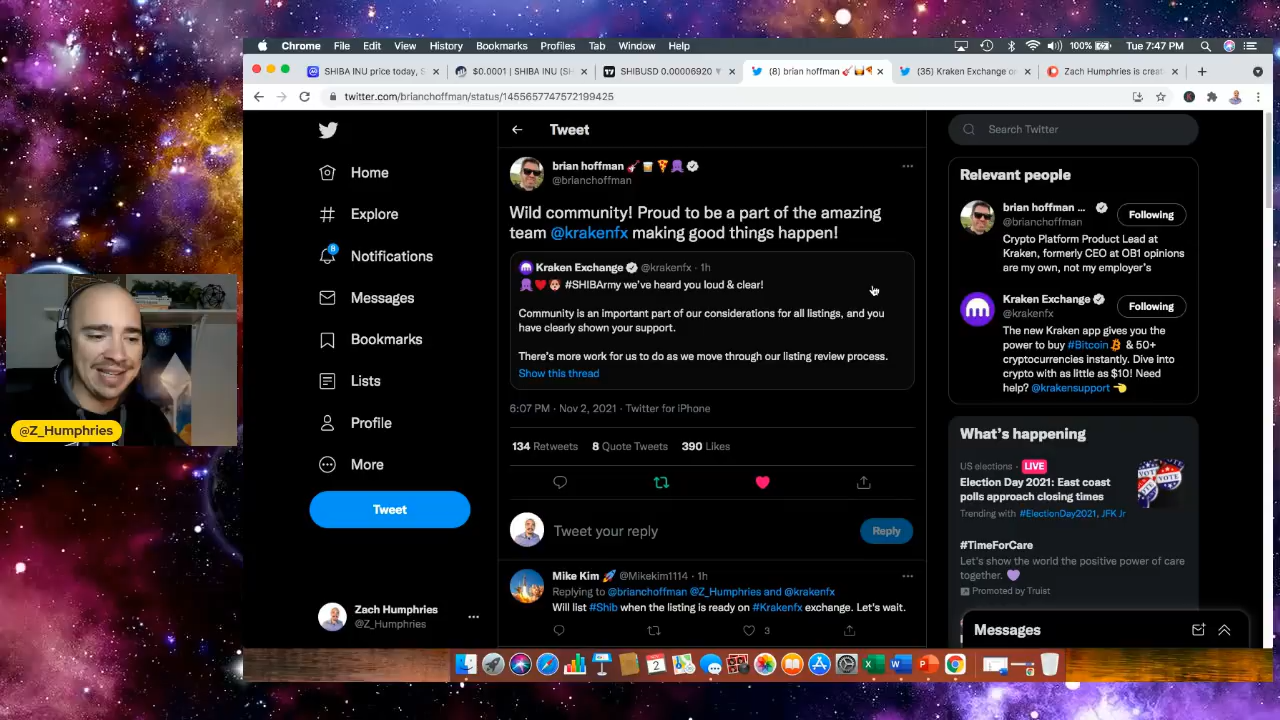 Chrome File Edit View History Bookmarks Profiles Tab Window Help
100% Tue 7:47 PM
SHIBA INU price today, S
$0.0001 | SHIBA INU (SH
SHIBUSD 0.00006920 ▼
(8) brian hoffman
(35) Kraken Exchange on
Zach Humphries is creat
twitter.com/brianchoffman/status/1455657747572199425
Home
Explore
8
Notifications
Messages
Bookmarks
Lists
Profile
More
Tweet
Zach Humphries
@Z_Humphries
@Z_Humphries
Tweet
brian hoffman 🎸🥃🍕🐙
@brianchoffman
Wild community! Proud to be a part of the amazing
team @krakenfx making good things happen!
Kraken Exchange @krakenfx · 1h
#SHIBArmy we've heard you loud & clear!
Community is an important part of our considerations for all listings, and you
have clearly shown your support.
There's more work for us to do as we move through our listing review process.
Show this thread
6:07 PM · Nov 2, 2021 · Twitter for iPhone
134 Retweets 8 Quote Tweets 390 Likes
Tweet your reply
Reply
Mike Kim 🚀 @Mikekim1114 · 1h
Replying to @brianchoffman @Z_Humphries and @krakenfx
Will list #Shib when the listing is ready on #Krakenfx exchange. Let's wait.
3
Search Twitter
Relevant people
brian hoffman ...
@brianchoffman
Following
Crypto Platform Product Lead at
Kraken, formerly CEO at OB1 opinions
are my own, not my employer's
Kraken Exchange
@krakenfx
Following
The new Kraken app gives you the
power to buy #Bitcoin & 50+
cryptocurrencies instantly. Dive into
crypto with as little as $10! Need
help? @krakensupport 👈
What's happening
US elections · LIVE
Election Day 2021: East coast
polls approach closing times
Trending with #ElectionDay2021, JFK Jr
VOTE
#TimeForCare
Let's show the world the positive power of care
together. 💜
Promoted by Truist
Messages